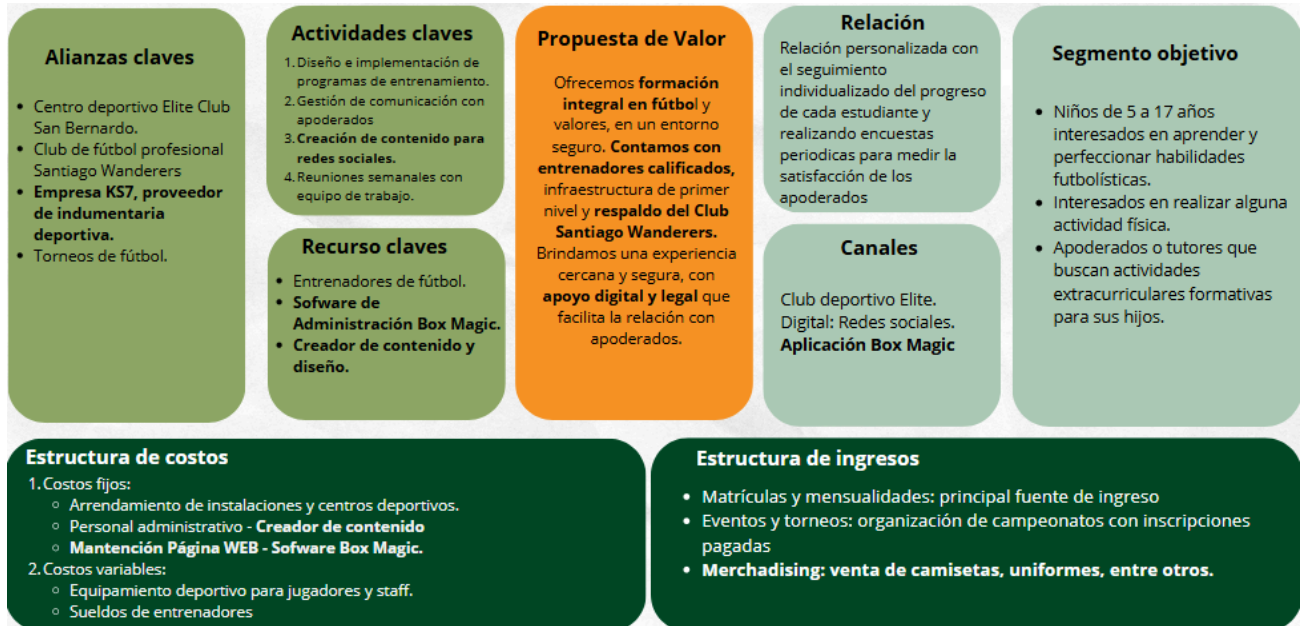 Alianzas claves
• Centro deportivo Elite Club
San Bernardo.
• Club de fútbol profesional
Santiago Wanderers
• Empresa KS7, proveedor
de indumentaria
deportiva.
• Torneos de fútbol.
Actividades claves
1. Diseño e implementación de
programas de entrenamiento.
2. Gestión de comunicación con
apoderados
3. Creación de contenido para
redes sociales.
4. Reuniones semanales con
equipo de trabajo.
Recurso claves
• Entrenadores de fútbol.
• Sofware de
Administración Box Magic.
• Creador de contenido y
diseño.
Propuesta de Valor
Ofrecemos formación
integral en fútbol y
valores, en un entorno
seguro. Contamos con
entrenadores calificados,
infraestructura de primer
nivel y respaldo del Club
Santiago Wanderers.
Brindamos una experiencia
cercana y segura, con
apoyo digital y legal que
facilita la relación con
apoderados.
Relación
Relación personalizada con
el seguimiento
individualizado del progreso
de cada estudiante y
realizando encuestas
periodicas para medir la
satisfacción de los
apoderados
Canales
Club deportivo Elite.
Digital: Redes sociales.
Aplicación Box Magic
Segmento objetivo
• Niños de 5 a 17 años
interesados en aprender y
perfeccionar habilidades
futbolísticas.
• Interesados en realizar alguna
actividad física.
• Apoderados o tutores que
buscan actividades
extracurriculares formativas
para sus hijos.
Estructura de costos
1. Costos fijos:
○ Arrendamiento de instalaciones y centros deportivos.
○ Personal administrativo - Creador de contenido
○ Mantención Página WEB - Sofware Box Magic.
2. Costos variables:
○ Equipamiento deportivo para jugadores y staff.
○ Sueldos de entrenadores
Estructura de ingresos
• Matrículas y mensualidades: principal fuente de ingreso
• Eventos y torneos: organización de campeonatos con inscripciones
pagadas
• Merchadising: venta de camisetas, uniformes, entre otros.